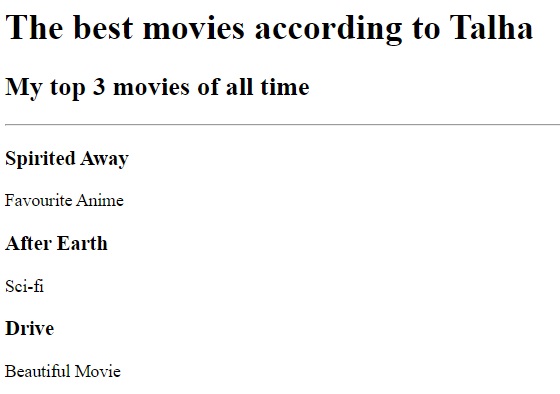 The best movies according to Talha
My top 3 movies of all time
Spirited Away
Favourite Anime
After Earth
Sci-fi
Drive
Beautiful Movie